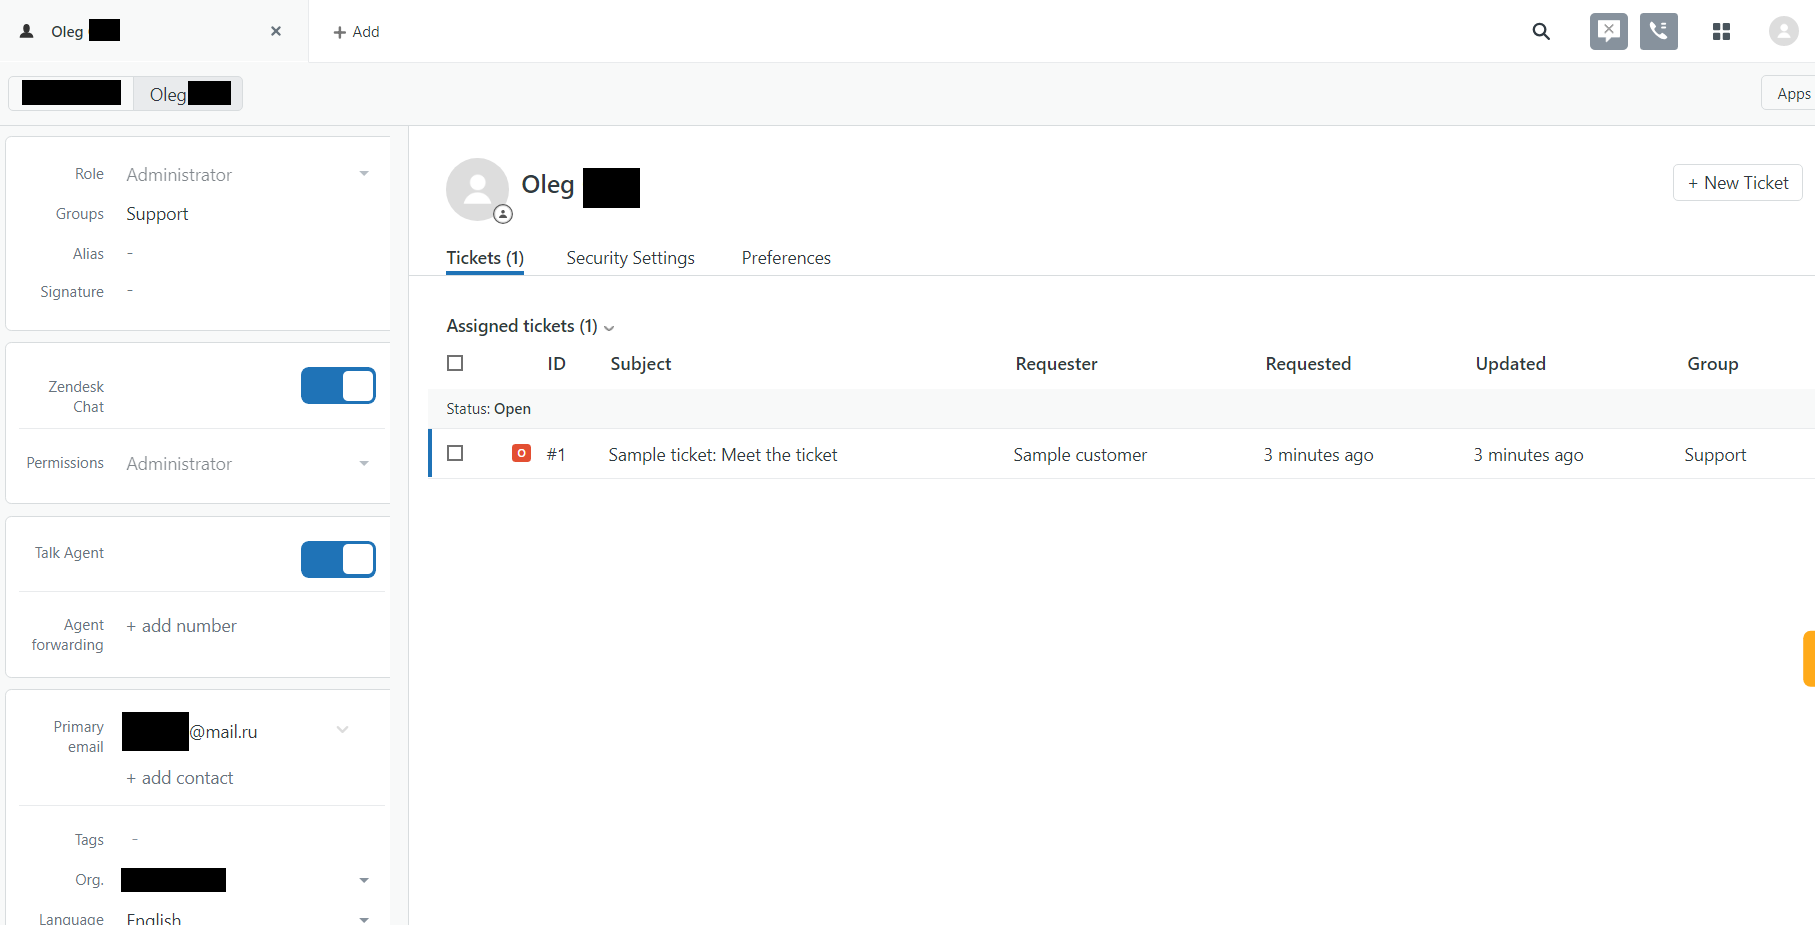 Oleg
+ Add
Oleg
Apps
Role Administrator
Groups Support
Alias -
Signature -
Zendesk
Chat
Permissions Administrator
Talk Agent
Agent
forwarding
+ add number
Primary
email
@mail.ru
+ add contact
Tags -
Org.
Language English
Oleg
+ New Ticket
Tickets (1) Security Settings Preferences
Assigned tickets (1)
ID Subject Requester Requested Updated Group
Status: Open
O #1 Sample ticket: Meet the ticket Sample customer 3 minutes ago 3 minutes ago Support